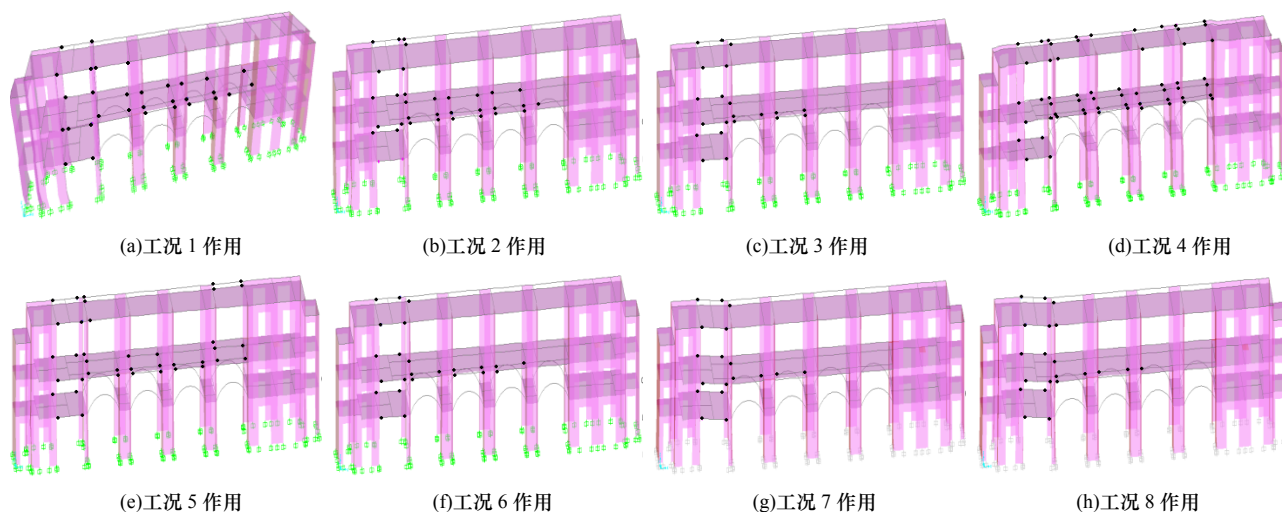 (a)工况 1 作用
(b)工况 2 作用
(c)工况 3 作用
(d)工况 4 作用
(e)工况 5 作用
(f)工况 6 作用
(g)工况 7 作用
(h)工况 8 作用